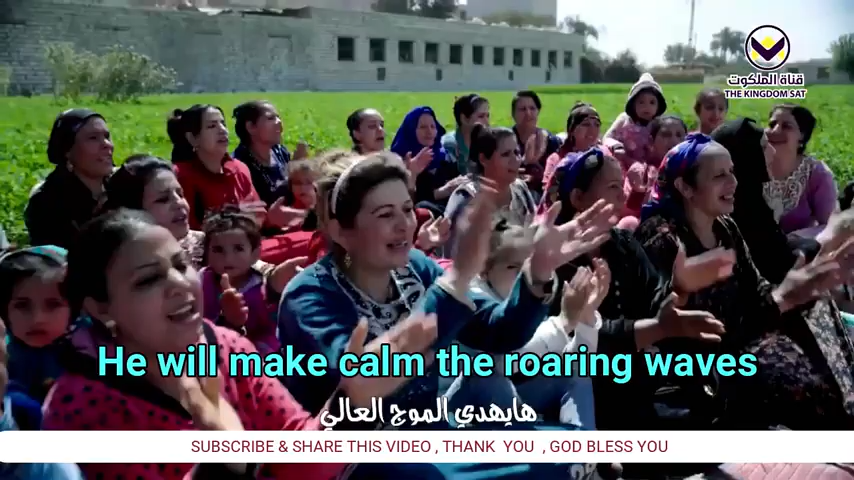 قناة الملكوت
THE KINGDOM SAT
He will make calm the roaring waves
هايهدي الموج العالي
SUBSCRIBE & SHARE THIS VIDEO , THANK YOU , GOD BLESS YOU